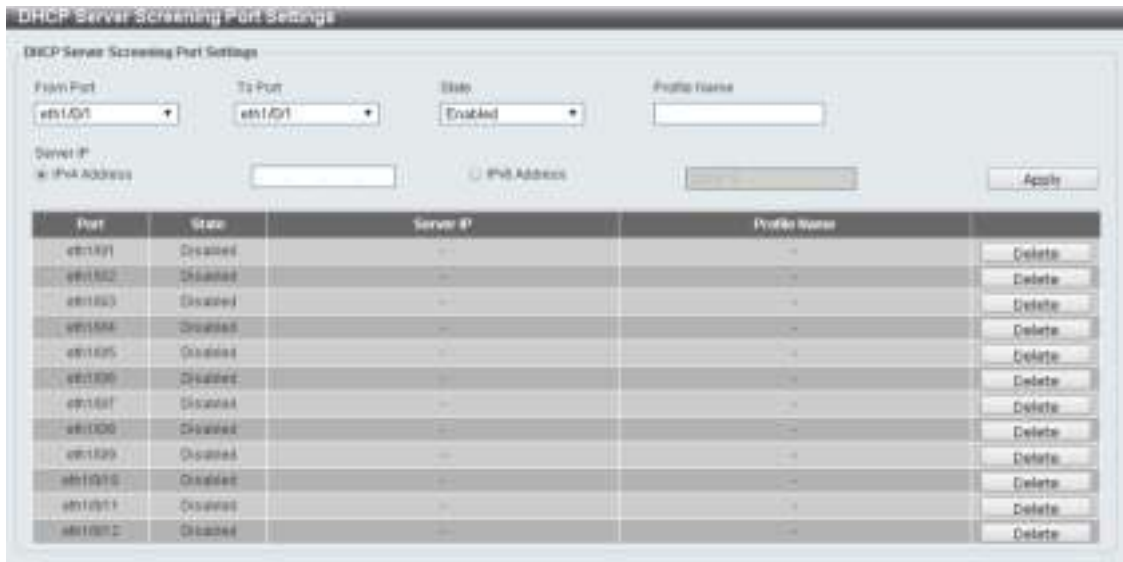 DHCP Server Screening Port Settings
DHCP Server Screening Port Settings
From Port To Port State Profile Name
eth1/0/1 eth1/0/1 Enabled
Server IP
IPv4 Address IPv6 Address Apply
Port State Server IP Profile Name
eth1/0/1 Disabled - - Delete
eth1/0/2 Disabled - - Delete
eth1/0/3 Disabled - - Delete
eth1/0/4 Disabled - - Delete
eth1/0/5 Disabled - - Delete
eth1/0/6 Disabled - - Delete
eth1/0/7 Disabled - - Delete
eth1/0/8 Disabled - - Delete
eth1/0/9 Disabled - - Delete
eth1/0/10 Disabled - - Delete
eth1/0/11 Disabled - - Delete
eth1/0/12 Disabled - - Delete